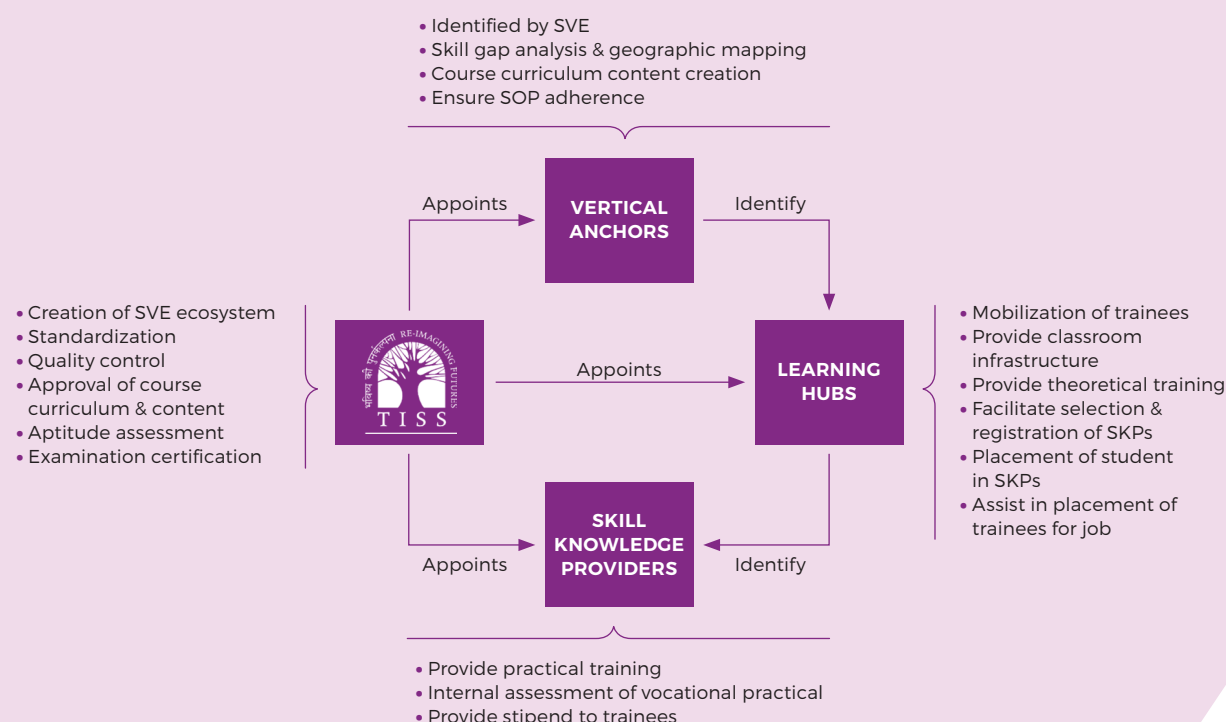 • Identified by SVE
• Skill gap analysis & geographic mapping
• Course curriculum content creation
• Ensure SOP adherence
Appoints
VERTICAL
ANCHORS
Identify
• Creation of SVE ecosystem
• Standardization
• Quality control
• Approval of course
curriculum & content
• Aptitude assessment
• Examination certification
भविष्य की पुनर्कल्पना RE-IMAGINING FUTURES
TISS
Appoints
LEARNING
HUBS
• Mobilization of trainees
• Provide classroom
infrastructure
• Provide theoretical training
• Facilitate selection &
registration of SKPs
• Placement of student
in SKPs
• Assist in placement of
trainees for job
Appoints
SKILL
KNOWLEDGE
PROVIDERS
Identify
• Provide practical training
• Internal assessment of vocational practical
• Provide stipend to trainees